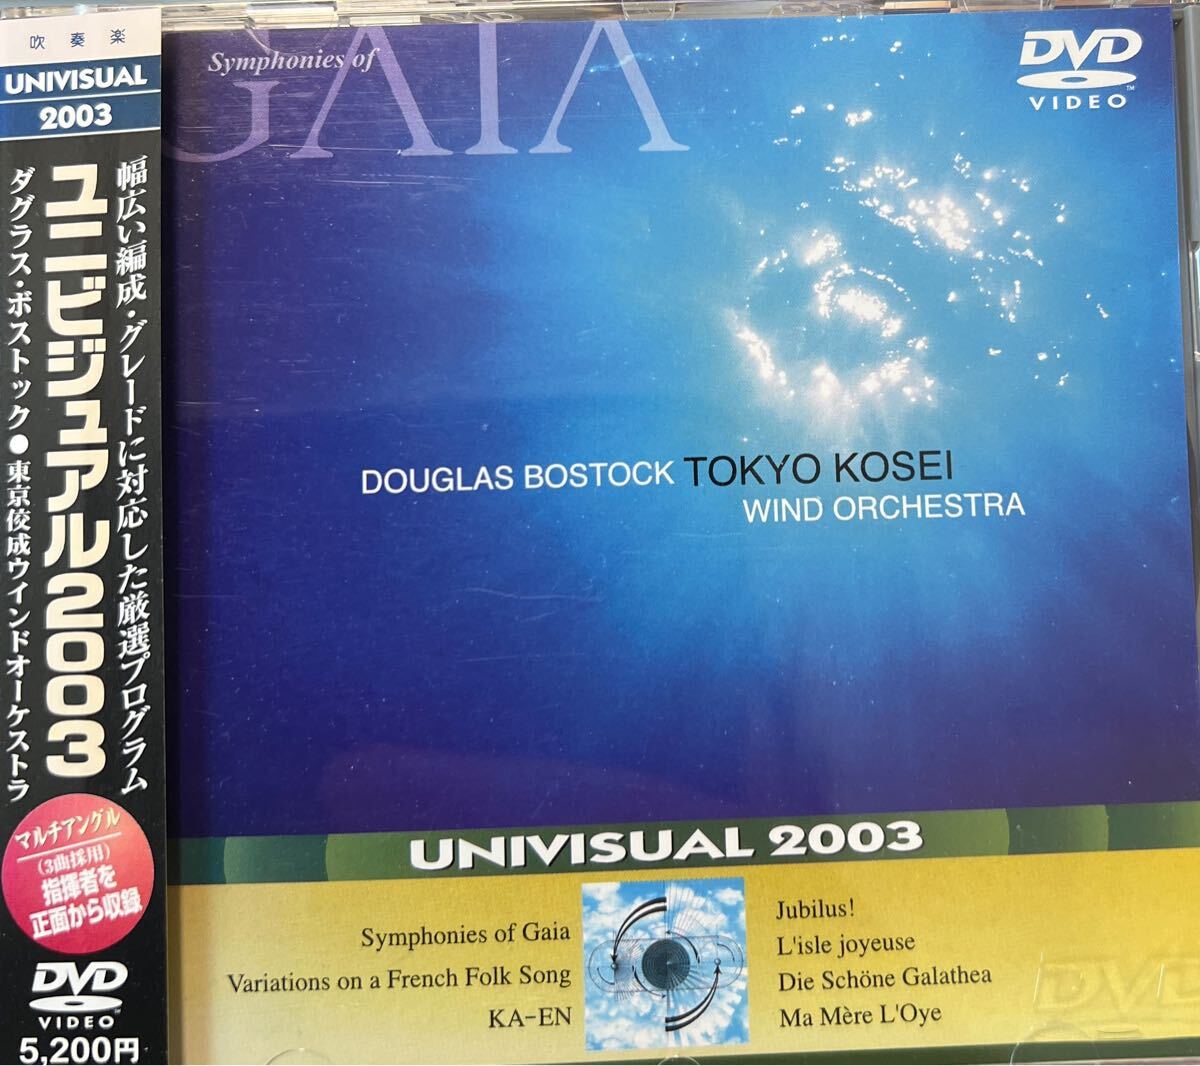 吹奏楽
UNIVISUAL
2003
幅広い編成・グレードに対応した厳選プログラム
ユニビジュアル2003
ダグラス・ボストック●東京佼成ウインドオーケストラ
マルチアングル
(3曲採用)
指揮者を
正面から収録
DVD
VIDEO
5,200円
Symphonies of
GAIA
DVD
VIDEO
TM
DOUGLAS BOSTOCK TOKYO KOSEI
WIND ORCHESTRA
UNIVISUAL 2003
Symphonies of Gaia
Variations on a French Folk Song
KA-EN
Jubilus!
L'isle joyeuse
Die Schöne Galathea
Ma Mère L'Oye
DVD